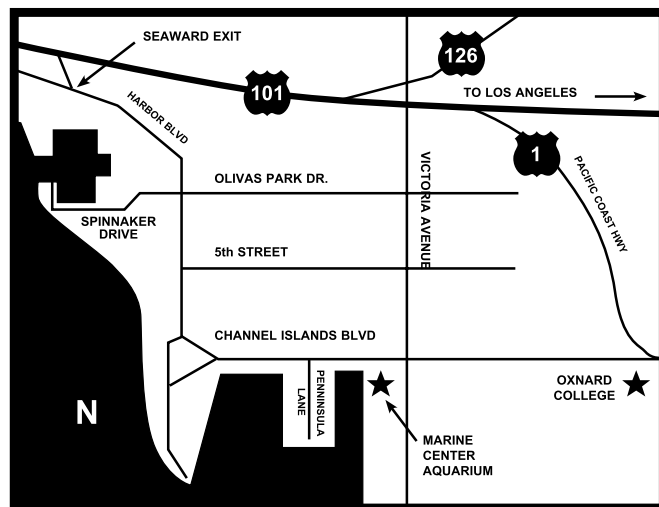 SEAWARD EXIT
126
101
TO LOS ANGELES
HARBOR BLVD
1
PACIFIC COAST HWY
VICTORIA AVENUE
OLIVAS PARK DR.
SPINNAKER
DRIVE
5th STREET
CHANNEL ISLANDS BLVD
PENNINSULA
LANE
OXNARD
COLLEGE
N
MARINE
CENTER
AQUARIUM